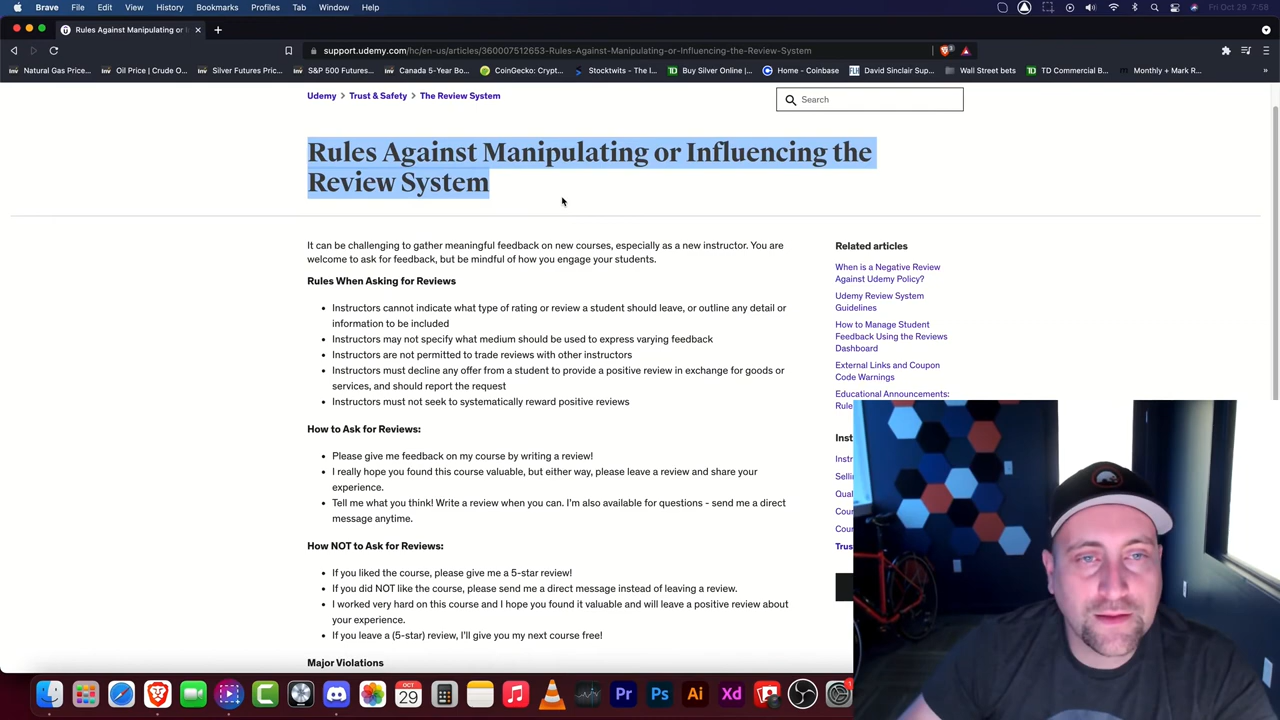 Brave File Edit View History Bookmarks Profiles Tab Window Help Fri Oct 29 7:58
Rules Against Manipulating or
support.udemy.com/hc/en-us/articles/360007512653-Rules-Against-Manipulating-or-Influencing-the-Review-System
Natural Gas Price... Oil Price | Crude O... Silver Futures Pric... S&P 500 Futures... Canada 5-Year Bo... CoinGecko: Crypt... Stocktwits - The l... Buy Silver Online |... Home - Coinbase David Sinclair Sup... Wall Street bets TD Commercial B... Monthly + Mark R...
Udemy > Trust & Safety > The Review System
Search
Rules Against Manipulating or Influencing the
Review System
It can be challenging to gather meaningful feedback on new courses, especially as a new instructor. You are
welcome to ask for feedback, but be mindful of how you engage your students.
Rules When Asking for Reviews
• Instructors cannot indicate what type of rating or review a student should leave, or outline any detail or
information to be included
• Instructors may not specify what medium should be used to express varying feedback
• Instructors are not permitted to trade reviews with other instructors
• Instructors must decline any offer from a student to provide a positive review in exchange for goods or
services, and should report the request
• Instructors must not seek to systematically reward positive reviews
How to Ask for Reviews:
• Please give me feedback on my course by writing a review!
• I really hope you found this course valuable, but either way, please leave a review and share your
experience.
• Tell me what you think! Write a review when you can. I'm also available for questions - send me a direct
message anytime.
How NOT to Ask for Reviews:
• If you liked the course, please give me a 5-star review!
• If you did NOT like the course, please send me a direct message instead of leaving a review.
• I worked very hard on this course and I hope you found it valuable and will leave a positive review about
your experience.
• If you leave a (5-star) review, I'll give you my next course free!
Major Violations
Related articles
When is a Negative Review
Against Udemy Policy?
Udemy Review System
Guidelines
How to Manage Student
Feedback Using the Reviews
Dashboard
External Links and Coupon
Code Warnings
Educational Announcements:
Rule
Inst
Instr
Selli
Qual
Cou
Cou
Trus
OCT
29
Pr Ps Ai Xd